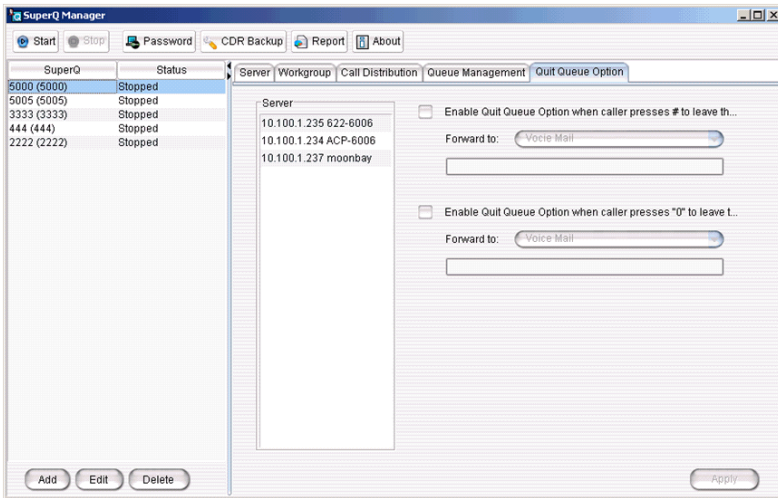 SuperQ Manager
Start Stop Password CDR Backup Report About
SuperQ Status
5000 (5000) Stopped
5005 (5005) Stopped
3333 (3333) Stopped
444 (444) Stopped
2222 (2222) Stopped
Server Workgroup Call Distribution Queue Management Quit Queue Option
Server
10.100.1.235 622-6006
10.100.1.234 ACP-6006
10.100.1.237 moonbay
Enable Quit Queue Option when caller presses # to leave th...
Forward to: Vocie Mail
Enable Quit Queue Option when caller presses "0" to leave t...
Forward to: Voice Mail
Add Edit Delete
Apply